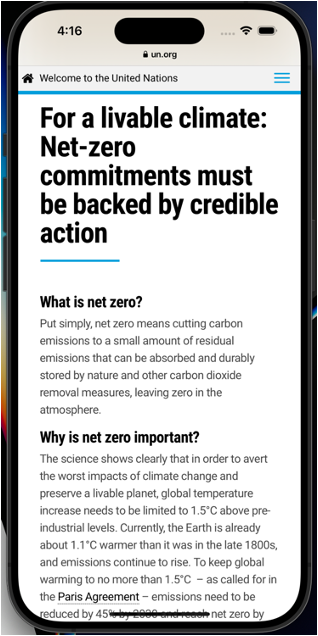 4:16
un.org
Welcome to the United Nations
For a livable climate:
Net-zero
commitments must
be backed by credible
action
What is net zero?
Put simply, net zero means cutting carbon
emissions to a small amount of residual
emissions that can be absorbed and durably
stored by nature and other carbon dioxide
removal measures, leaving zero in the
atmosphere.
Why is net zero important?
The science shows clearly that in order to avert
the worst impacts of climate change and
preserve a livable planet, global temperature
increase needs to be limited to 1.5°C above pre-
industrial levels. Currently, the Earth is already
about 1.1°C warmer than it was in the late 1800s,
and emissions continue to rise. To keep global
warming to no more than 1.5°C – as called for in
the Paris Agreement – emissions need to be
reduced by 45% by 2030 and reach net zero by